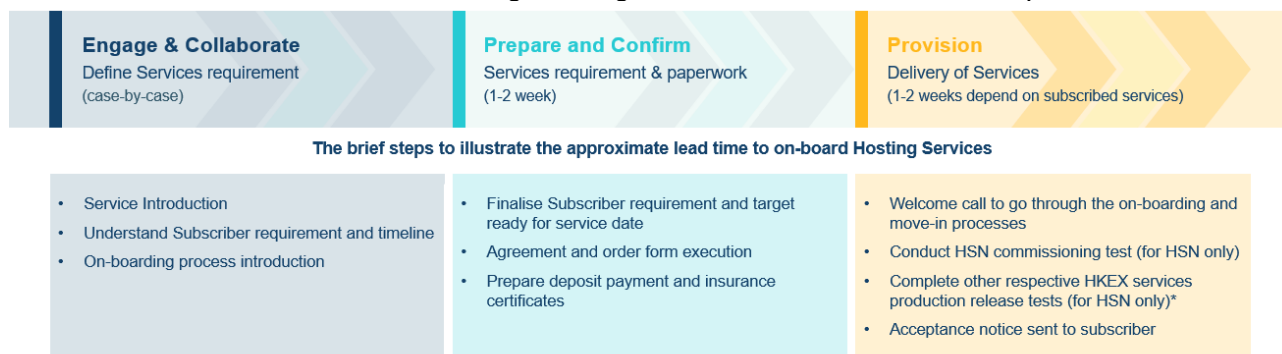 Engage & Collaborate
Define Services requirement
(case-by-case)
Prepare and Confirm
Services requirement & paperwork
(1-2 week)
Provision
Delivery of Services
(1-2 weeks depend on subscribed services)
The brief steps to illustrate the approximate lead time to on-board Hosting Services
• Service Introduction
• Understand Subscriber requirement and timeline
• On-boarding process introduction
• Finalise Subscriber requirement and target
ready for service date
• Agreement and order form execution
• Prepare deposit payment and insurance
certificates
• Welcome call to go through the on-boarding and
move-in processes
• Conduct HSN commissioning test (for HSN only)
• Complete other respective HKEX services
production release tests (for HSN only)*
• Acceptance notice sent to subscriber